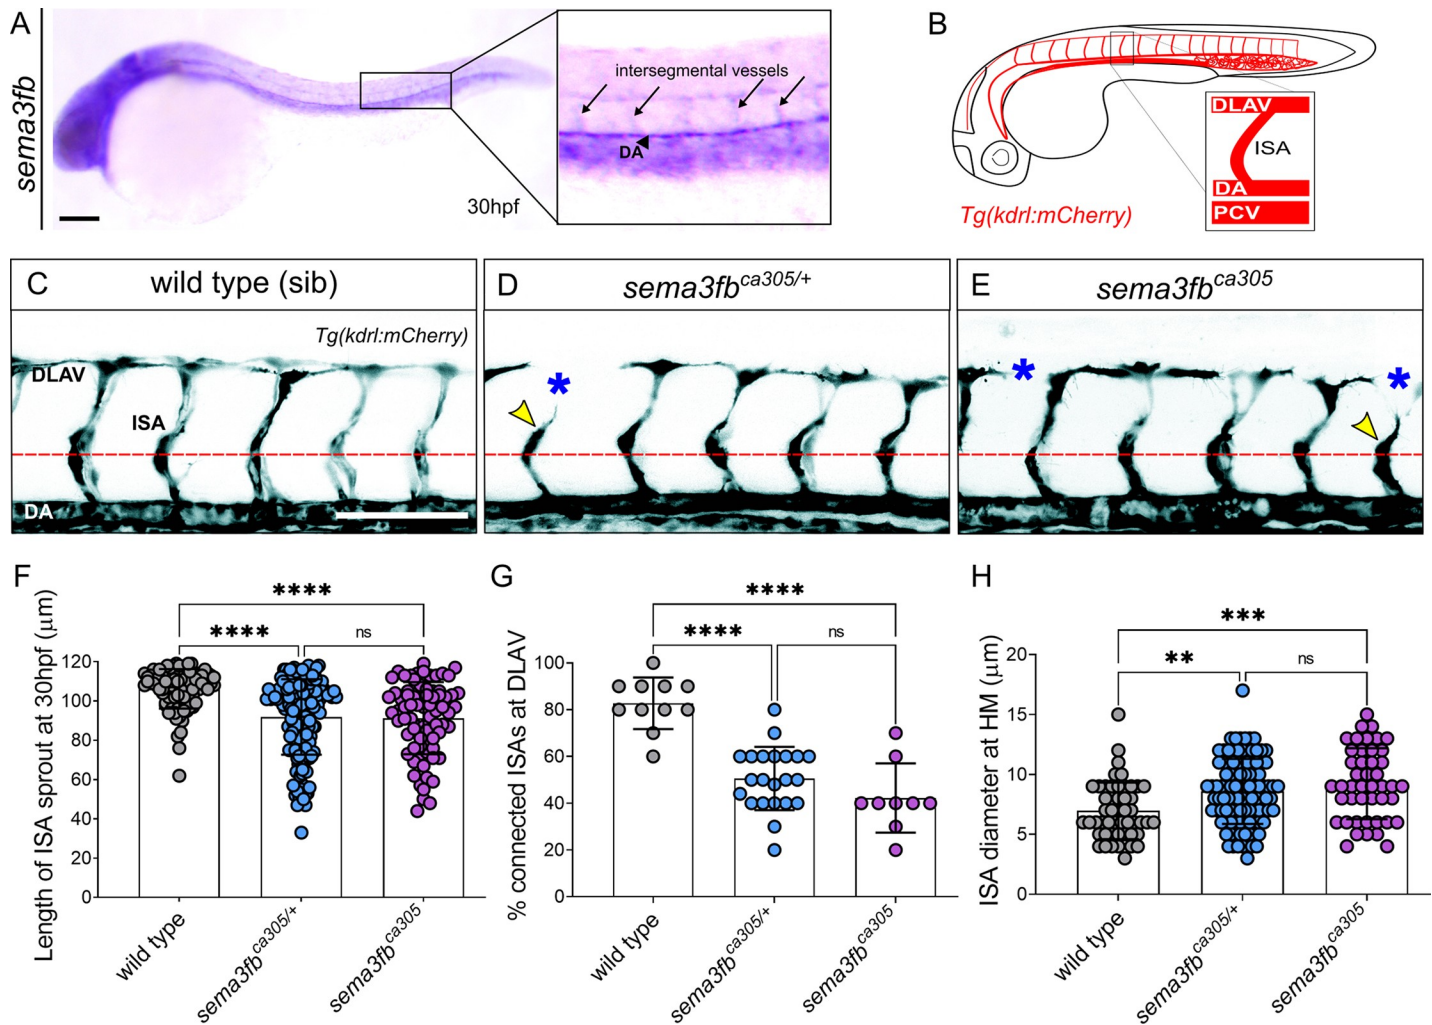 A
sema3fb
intersegmental vessels
DA
30hpf
B
DLAV
ISA
DA
PCV
Tg(kdrl:mCherry)
C
wild type (sib)
Tg(kdrl:mCherry)
DLAV
ISA
DA
D
sema3fb^ca305/+
*
E
sema3fb^ca305
*
*
F
Length of ISA sprout at 30hpf (μm)
****
****
ns
120
100
80
60
40
20
0
wild type
sema3fb^ca305/+
sema3fb^ca305
G
% connected ISAs at DLAV
****
****
ns
100
80
60
40
20
0
wild type
sema3fb^ca305/+
sema3fb^ca305
H
ISA diameter at HM (μm)
***
**
ns
20
15
10
5
0
wild type
sema3fb^ca305/+
sema3fb^ca305